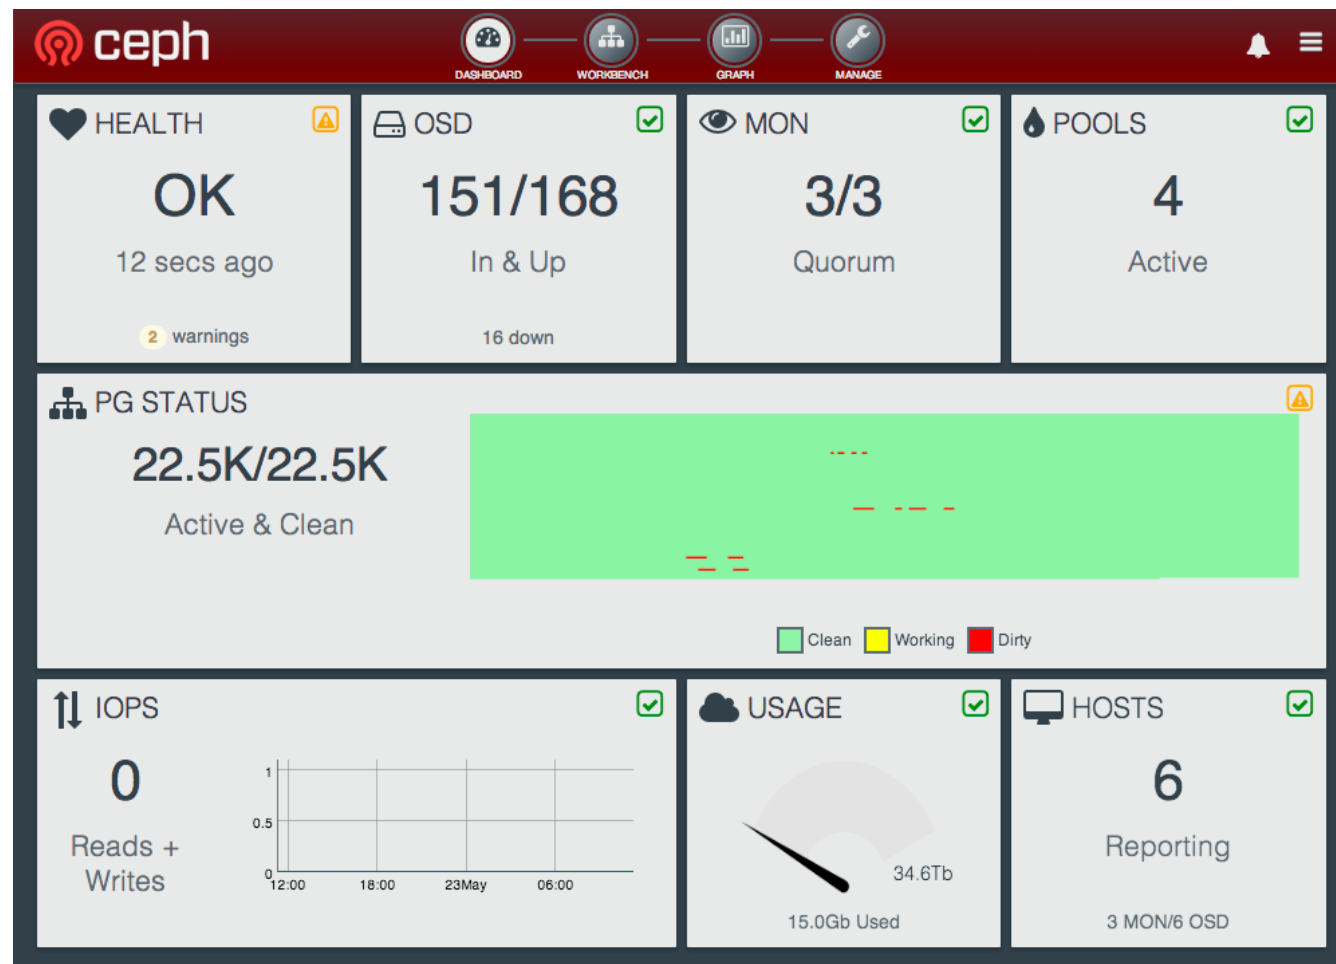 ceph
DASHBOARD
WORKBENCH
GRAPH
MANAGE
HEALTH
OK
12 secs ago
2 warnings
OSD
151/168
In & Up
16 down
MON
3/3
Quorum
POOLS
4
Active
PG STATUS
22.5K/22.5K
Active & Clean
Clean
Working
Dirty
IOPS
0
Reads +
Writes
1
0.5
0
12:00
18:00
23May
06:00
USAGE
34.6Tb
15.0Gb Used
HOSTS
6
Reporting
3 MON/6 OSD